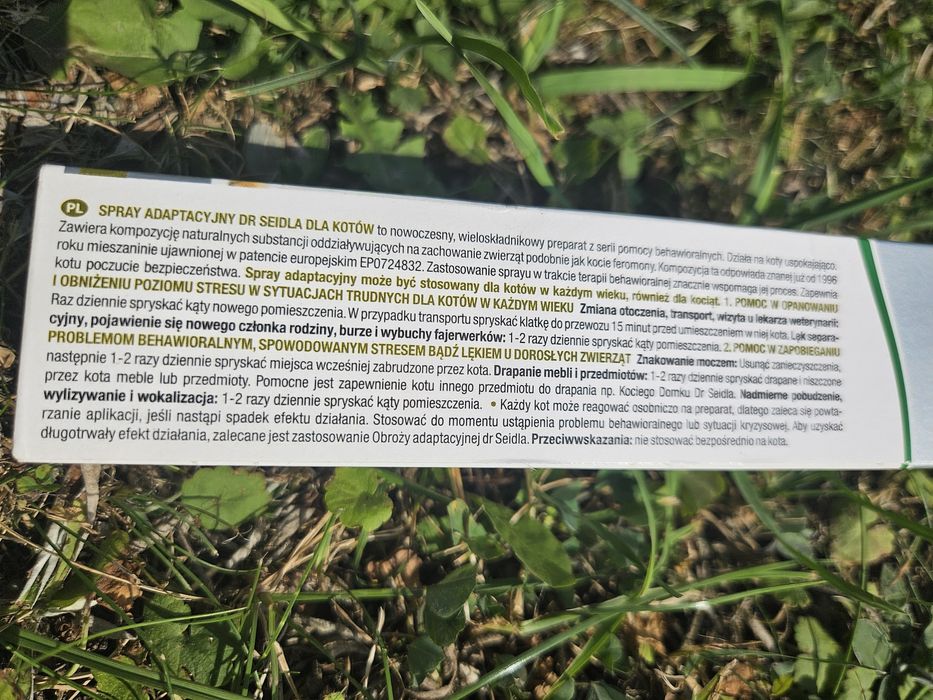 PL SPRAY ADAPTACYJNY DR SEIDLA DLA KOTÓW to nowoczesny, wieloskładnikowy preparat z serii pomocy behawioralnych. Działa na koty uspokajająco.
Zawiera kompozycję naturalnych substancji oddziaływujących na zachowanie zwierząt podobnie jak kocie feromony. Kompozycja ta odpowiada znanej już od 1996
roku mieszaninie ujawnionej w patencie europejskim EP0724832. Zastosowanie sprayu w trakcie terapii behawioralnej znacznie wspomaga jej proces. Zapewnia
kotu poczucie bezpieczeństwa. Spray adaptacyjny może być stosowany dla kotów w każdym wieku, również dla kociąt. 1. POMOC W OPANOWANIU
I OBNIŻENIU POZIOMU STRESU W SYTUACJACH TRUDNYCH DLA KOTÓW W KAŻDYM WIEKU Zmiana otoczenia, transport, wizyta u lekarza weterynarii:
Raz dziennie spryskać kąty nowego pomieszczenia. W przypadku transportu spryskać klatkę do przewozu 15 minut przed umieszczeniem w niej kota. Lęk separa-
cyjny, pojawienie się nowego członka rodziny, burze i wybuchy fajerwerków: 1-2 razy dziennie spryskać kąty pomieszczenia. 2. POMOC W ZAPOBIEGANIU
PROBLEMOM BEHAWIORALNYM, SPOWODOWANYM STRESEM BĄDŹ LĘKIEM U DOROSŁYCH ZWIERZĄT Znakowanie moczem: Usunąć zanieczyszczenia,
następnie 1-2 razy dziennie spryskać miejsca wcześniej zabrudzone przez kota. Drapanie mebli i przedmiotów: 1-2 razy dziennie spryskać drapane i niszczone
przez kota meble lub przedmioty. Pomocne jest zapewnienie kotu innego przedmiotu do drapania np. Kociego Domku Dr Seidla. Nadmierne pobudzenie,
wylizywanie i wokalizacja: 1-2 razy dziennie spryskać kąty pomieszczenia. • Każdy kot może reagować osobniczo na preparat, dlatego zaleca się powta-
rzanie aplikacji, jeśli nastąpi spadek efektu działania. Stosować do momentu ustąpienia problemu behawioralnego lub sytuacji kryzysowej. Aby uzyskać
długotrwały efekt działania, zalecane jest zastosowanie Obroży adaptacyjnej dr Seidla. Przeciwwskazania: nie stosować bezpośrednio na kota.